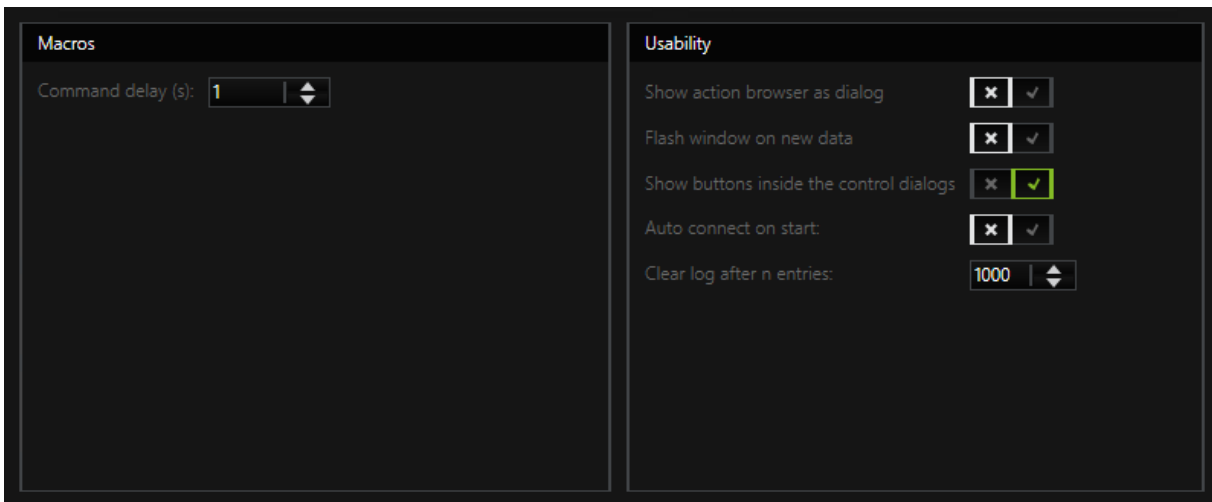 Macros
Command delay (s): 1
Usability
Show action browser as dialog
Flash window on new data
Show buttons inside the control dialogs
Auto connect on start:
Clear log after n entries: 1000